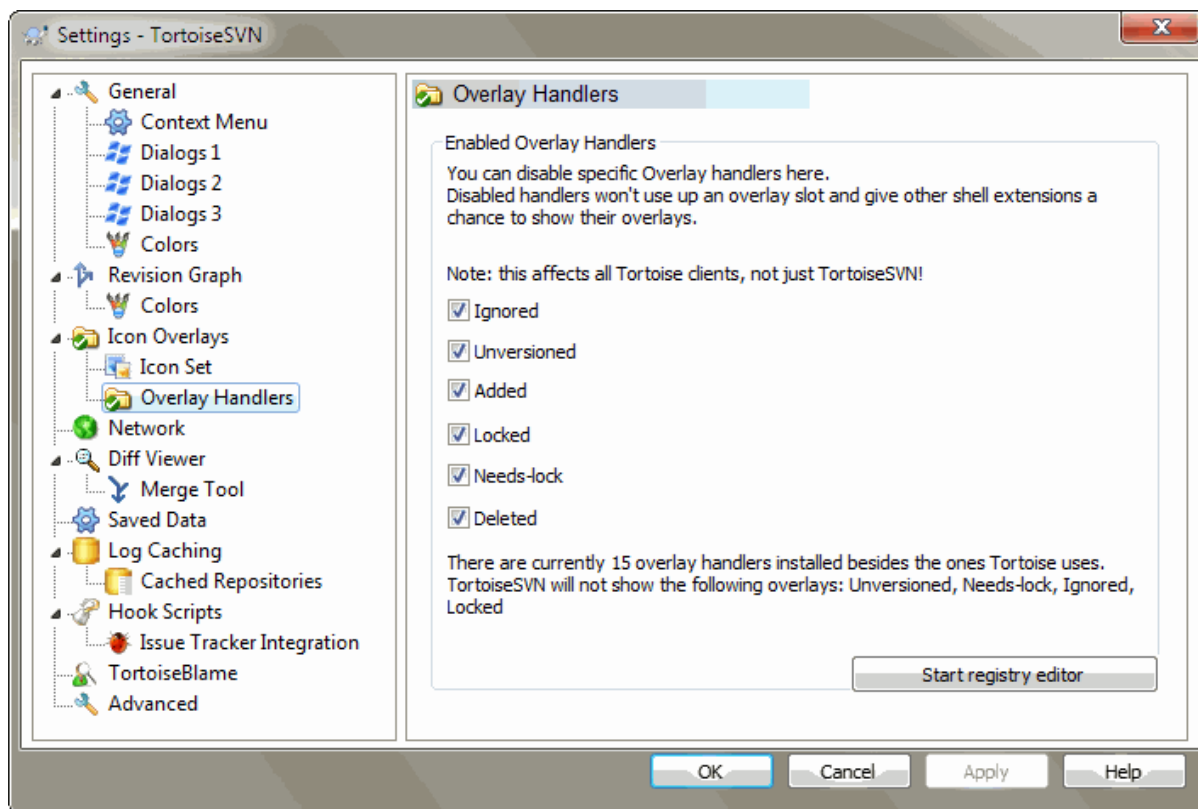 Settings - TortoiseSVN
General
Context Menu
Dialogs 1
Dialogs 2
Dialogs 3
Colors
Revision Graph
Colors
Icon Overlays
Icon Set
Overlay Handlers
Network
Diff Viewer
Merge Tool
Saved Data
Log Caching
Cached Repositories
Hook Scripts
Issue Tracker Integration
TortoiseBlame
Advanced
Overlay Handlers
Enabled Overlay Handlers
You can disable specific Overlay handlers here.
Disabled handlers won't use up an overlay slot and give other shell extensions a
chance to show their overlays.
Note: this affects all Tortoise clients, not just TortoiseSVN!
Ignored
Unversioned
Added
Locked
Needs-lock
Deleted
There are currently 15 overlay handlers installed besides the ones Tortoise uses.
TortoiseSVN will not show the following overlays: Unversioned, Needs-lock, Ignored,
Locked
Start registry editor
OK
Cancel
Apply
Help